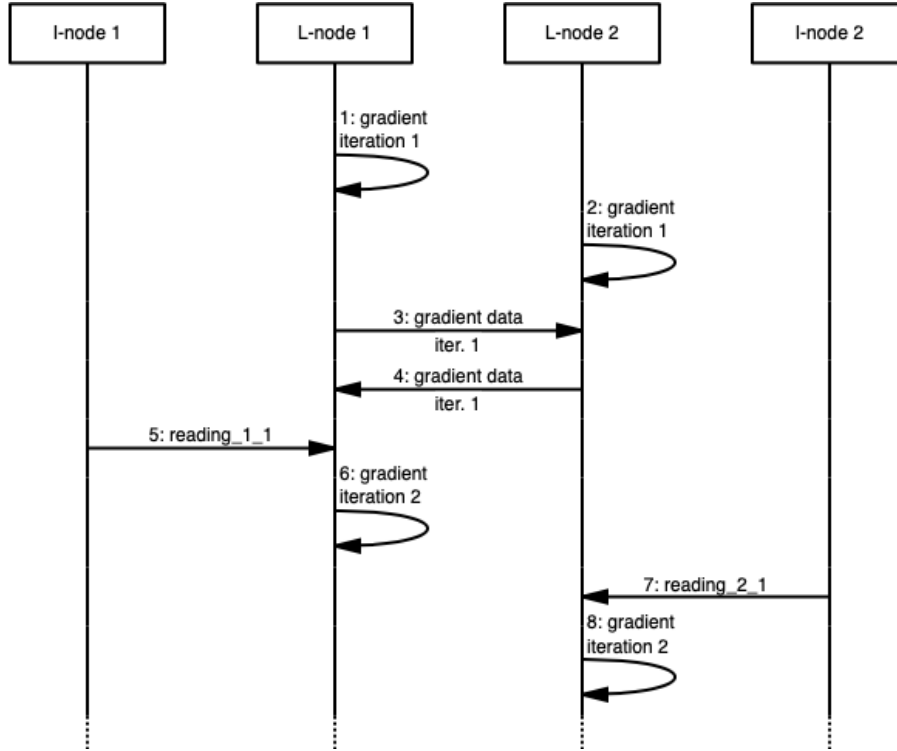 I-node 1
L-node 1
L-node 2
I-node 2
1: gradient
iteration 1
2: gradient
iteration 1
3: gradient data
iter. 1
4: gradient data
iter. 1
5: reading_1_1
6: gradient
iteration 2
7: reading_2_1
8: gradient
iteration 2